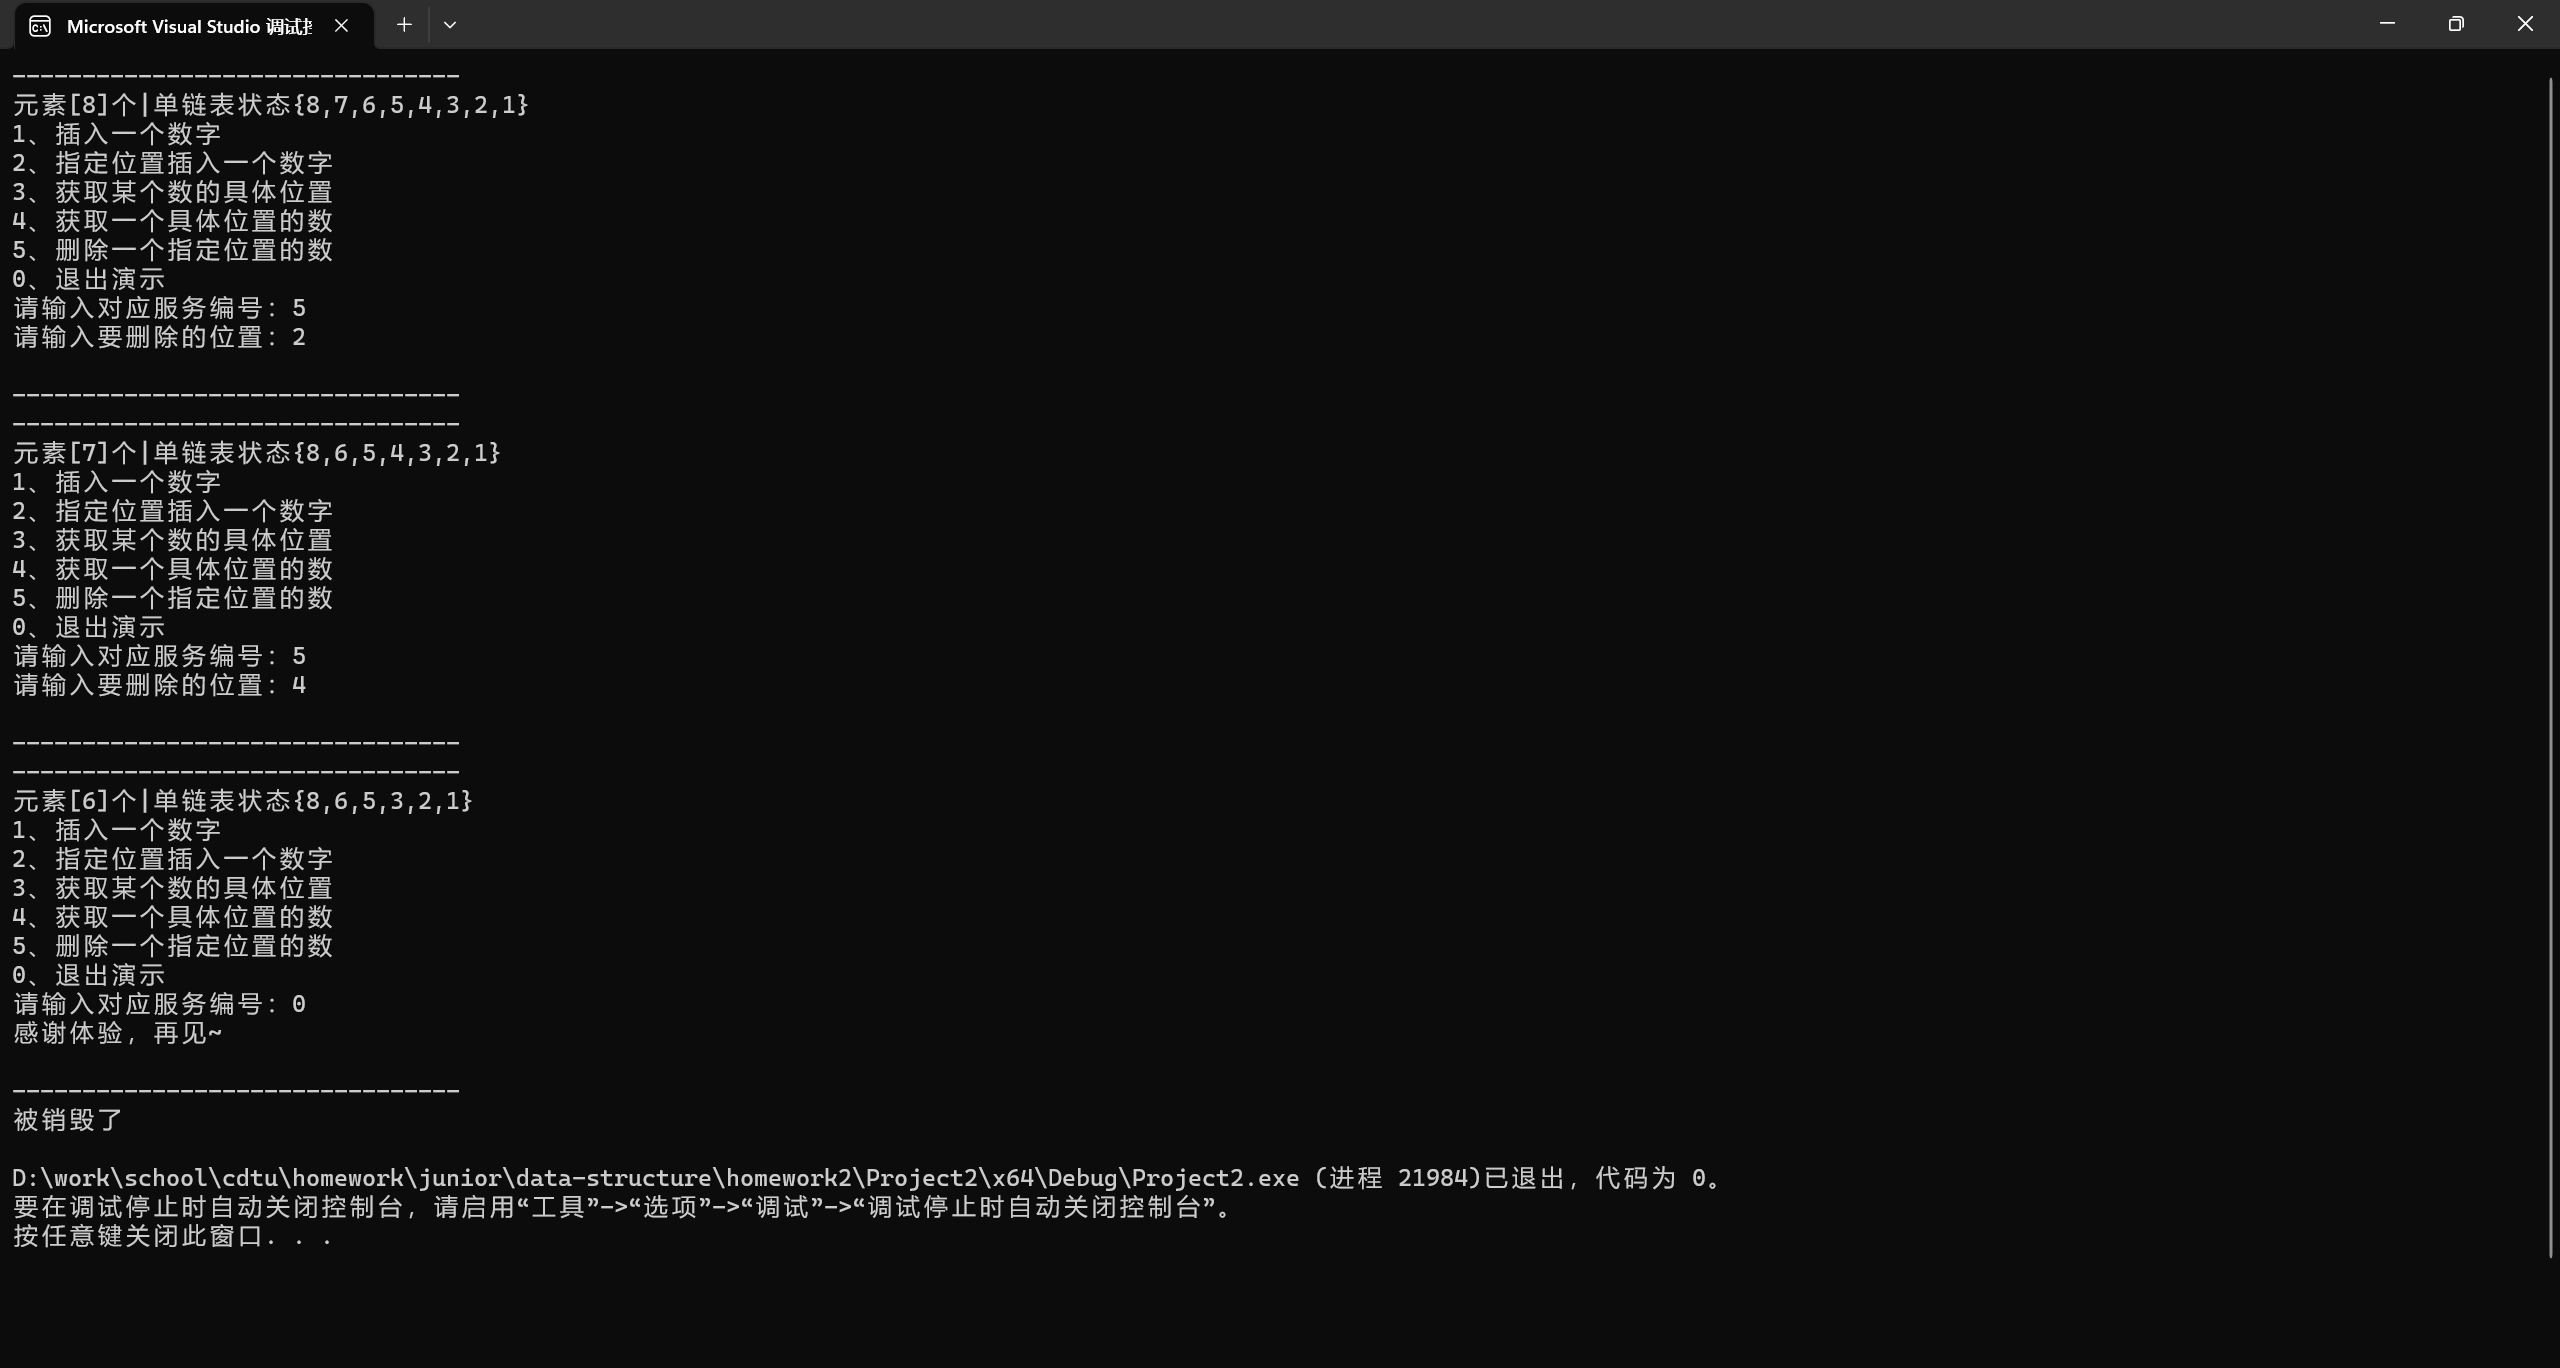 Microsoft Visual Studio 调试
--------------------------------
元素[8]个|单链表状态{8,7,6,5,4,3,2,1}
1、插入一个数字
2、指定位置插入一个数字
3、获取某个数的具体位置
4、获取一个具体位置的数
5、删除一个指定位置的数
0、退出演示
请输入对应服务编号：5
请输入要删除的位置：2
--------------------------------
--------------------------------
元素[7]个|单链表状态{8,6,5,4,3,2,1}
1、插入一个数字
2、指定位置插入一个数字
3、获取某个数的具体位置
4、获取一个具体位置的数
5、删除一个指定位置的数
0、退出演示
请输入对应服务编号：5
请输入要删除的位置：4
--------------------------------
--------------------------------
元素[6]个|单链表状态{8,6,5,3,2,1}
1、插入一个数字
2、指定位置插入一个数字
3、获取某个数的具体位置
4、获取一个具体位置的数
5、删除一个指定位置的数
0、退出演示
请输入对应服务编号：0
感谢体验，再见~
--------------------------------
被销毁了
D:\work\school\cdtu\homework\junior\data-structure\homework2\Project2\x64\Debug\Project2.exe (进程 21984)已退出，代码为 0。
要在调试停止时自动关闭控制台，请启用“工具”->“选项”->“调试”->“调试停止时自动关闭控制台”。
按任意键关闭此窗口. . .